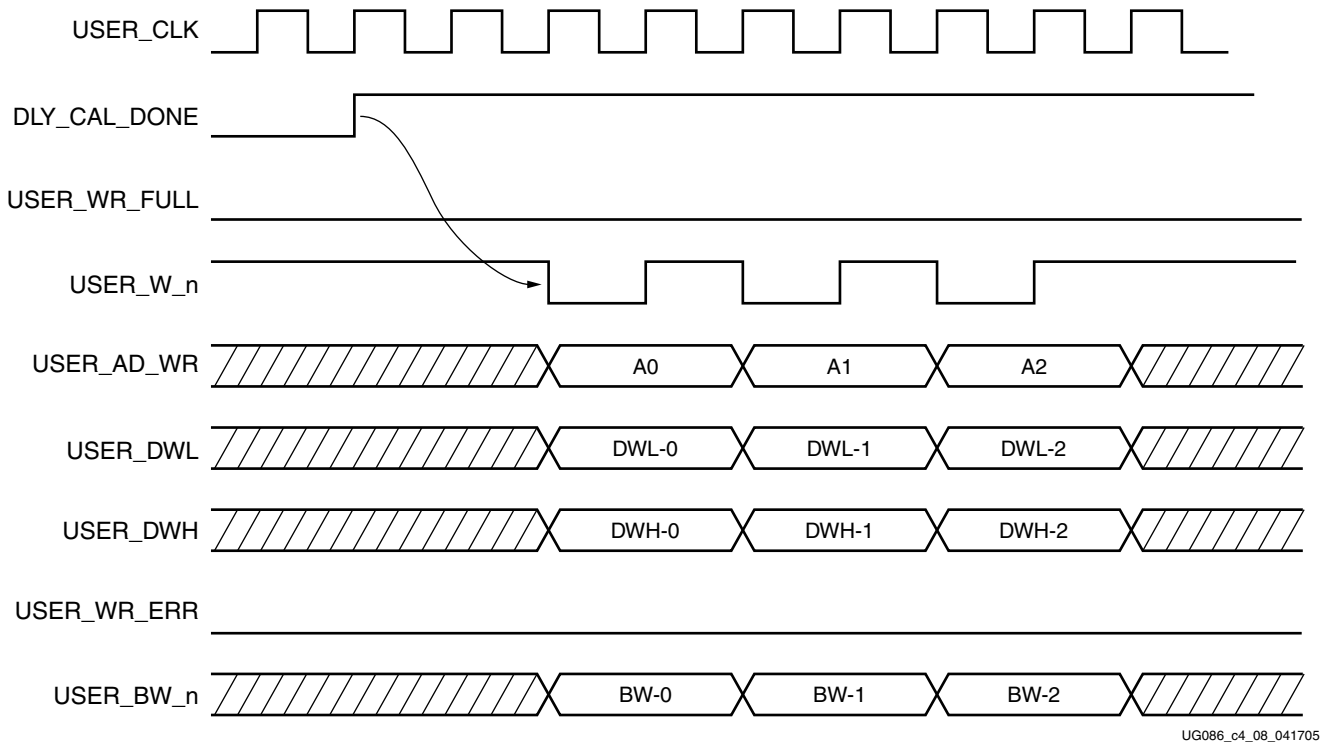 USER_CLK
DLY_CAL_DONE
USER_WR_FULL
USER_W_n
USER_AD_WR A0 A1 A2
USER_DWL DWL-0 DWL-1 DWL-2
USER_DWH DWH-0 DWH-1 DWH-2
USER_WR_ERR
USER_BW_n BW-0 BW-1 BW-2
UG086_c4_08_041705